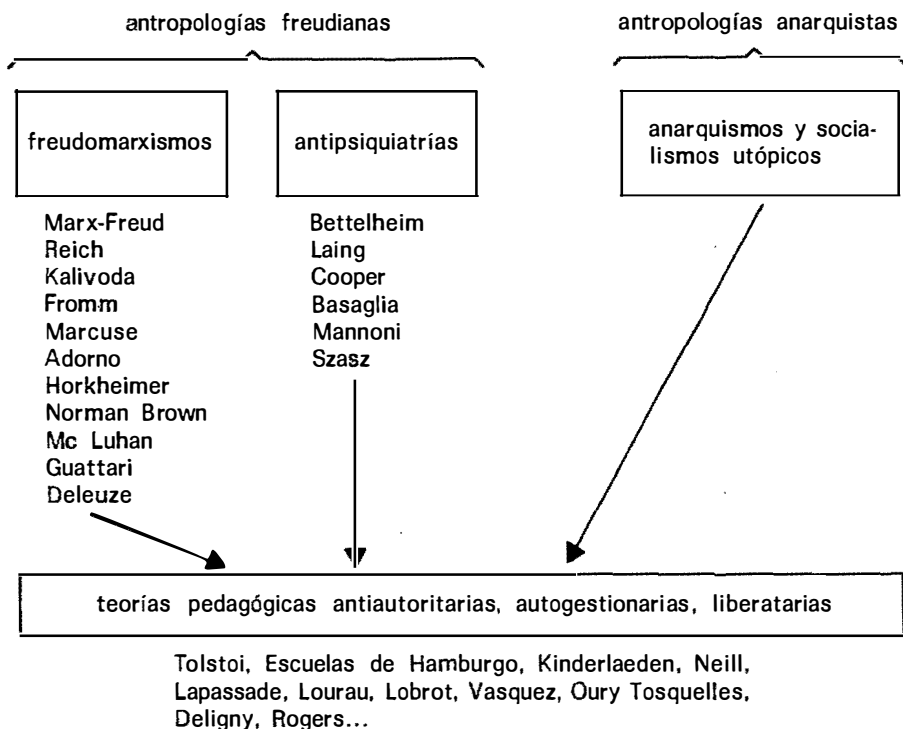 antropologías freudianas
antropologías anarquistas
freudomarxismos
Marx-Freud
Reich
Kalivoda
Fromm
Marcuse
Adorno
Horkheimer
Norman Brown
Mc Luhan
Guattari
Deleuze
antipsiquiatrías
Bettelheim
Laing
Cooper
Basaglia
Mannoni
Szasz
anarquismos y socia-
lismos utópicos
teorías pedagógicas antiautoritarias, autogestionarias, liberatarias
Tolstoi, Escuelas de Hamburgo, Kinderlaeden, Neill,
Lapassade, Lourau, Lobrot, Vasquez, Oury Tosquelles,
Deligny, Rogers...